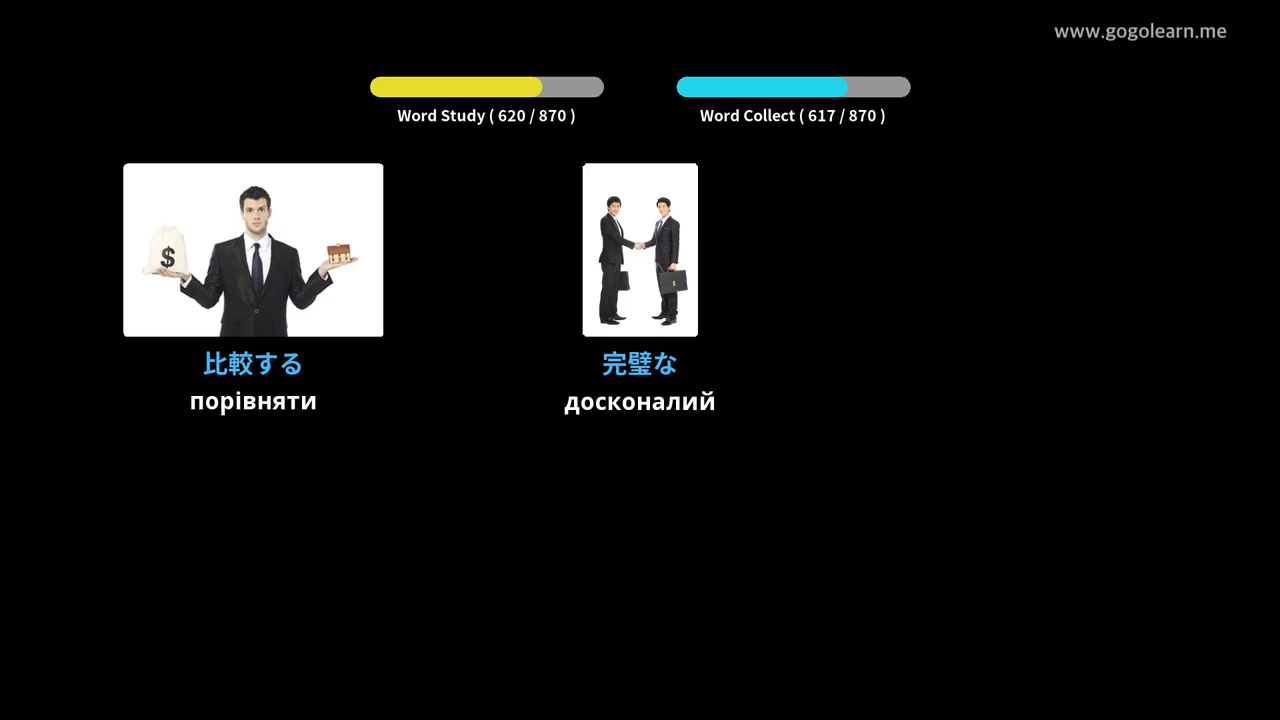 www.gogolearn.me
Word Study ( 620 / 870 )
Word Collect ( 617 / 870 )
$
比較する
порівняти
完璧な
досконалий